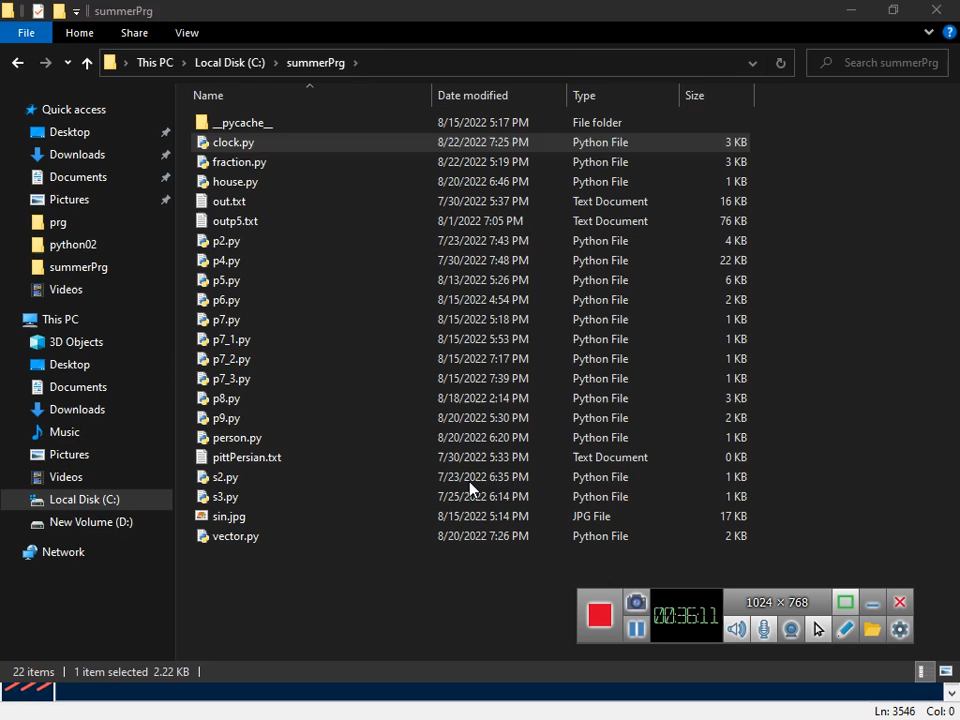 summerPrg
File Home Share View
This PC Local Disk (C:) summerPrg Search summerPrg
Name Date modified Type Size
Quick access
Desktop
Downloads
Documents
Pictures
prg
python02
summerPrg
Videos
This PC
3D Objects
Desktop
Documents
Downloads
Music
Pictures
Videos
Local Disk (C:)
New Volume (D:)
Network
__pycache__ 8/15/2022 5:17 PM File folder
clock.py 8/22/2022 7:25 PM Python File 3 KB
fraction.py 8/22/2022 5:19 PM Python File 3 KB
house.py 8/20/2022 6:46 PM Python File 1 KB
out.txt 7/30/2022 5:37 PM Text Document 16 KB
outp5.txt 8/1/2022 7:05 PM Text Document 76 KB
p2.py 7/23/2022 7:43 PM Python File 4 KB
p4.py 7/30/2022 7:48 PM Python File 22 KB
p5.py 8/13/2022 5:26 PM Python File 6 KB
p6.py 8/15/2022 4:54 PM Python File 2 KB
p7.py 8/15/2022 5:18 PM Python File 1 KB
p7_1.py 8/15/2022 5:53 PM Python File 1 KB
p7_2.py 8/15/2022 7:17 PM Python File 1 KB
p7_3.py 8/15/2022 7:39 PM Python File 1 KB
p8.py 8/18/2022 2:14 PM Python File 3 KB
p9.py 8/20/2022 5:30 PM Python File 2 KB
person.py 8/20/2022 6:20 PM Python File 1 KB
pittPersian.txt 7/30/2022 5:33 PM Text Document 0 KB
s2.py 7/23/2022 6:35 PM Python File 1 KB
s3.py 7/25/2022 6:14 PM Python File 1 KB
sin.jpg 8/15/2022 5:14 PM JPG File 17 KB
vector.py 8/20/2022 7:26 PM Python File 2 KB
1024 × 768
00:36:11
22 items 1 item selected 2.22 KB
Ln: 3546 Col: 0